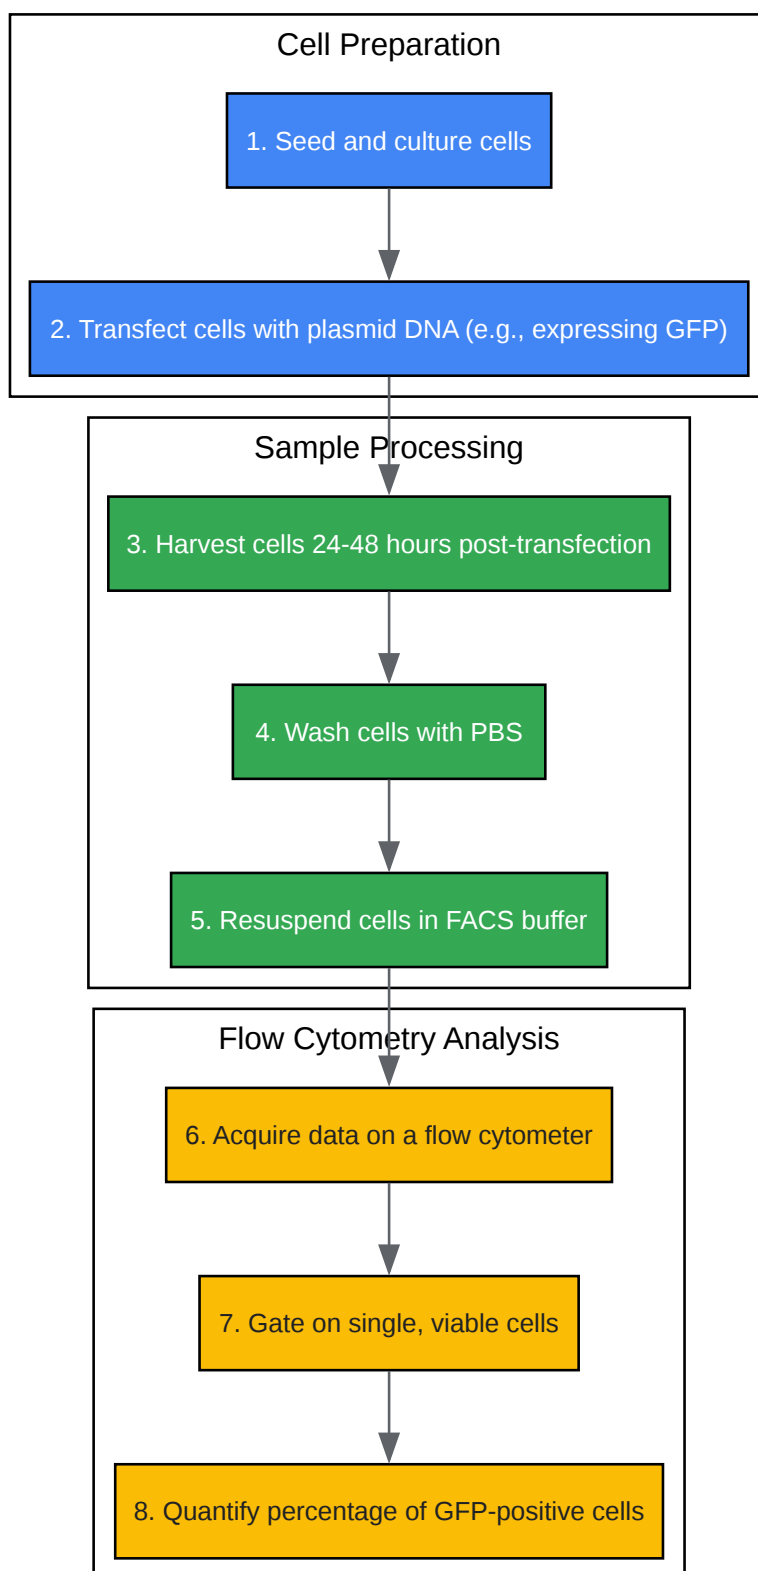 Cell Preparation
1. Seed and culture cells
2. Transfect cells with plasmid DNA (e.g., expressing GFP)
Sample Processing
3. Harvest cells 24-48 hours post-transfection
4. Wash cells with PBS
5. Resuspend cells in FACS buffer
Flow Cytometry Analysis
6. Acquire data on a flow cytometer
7. Gate on single, viable cells
8. Quantify percentage of GFP-positive cells